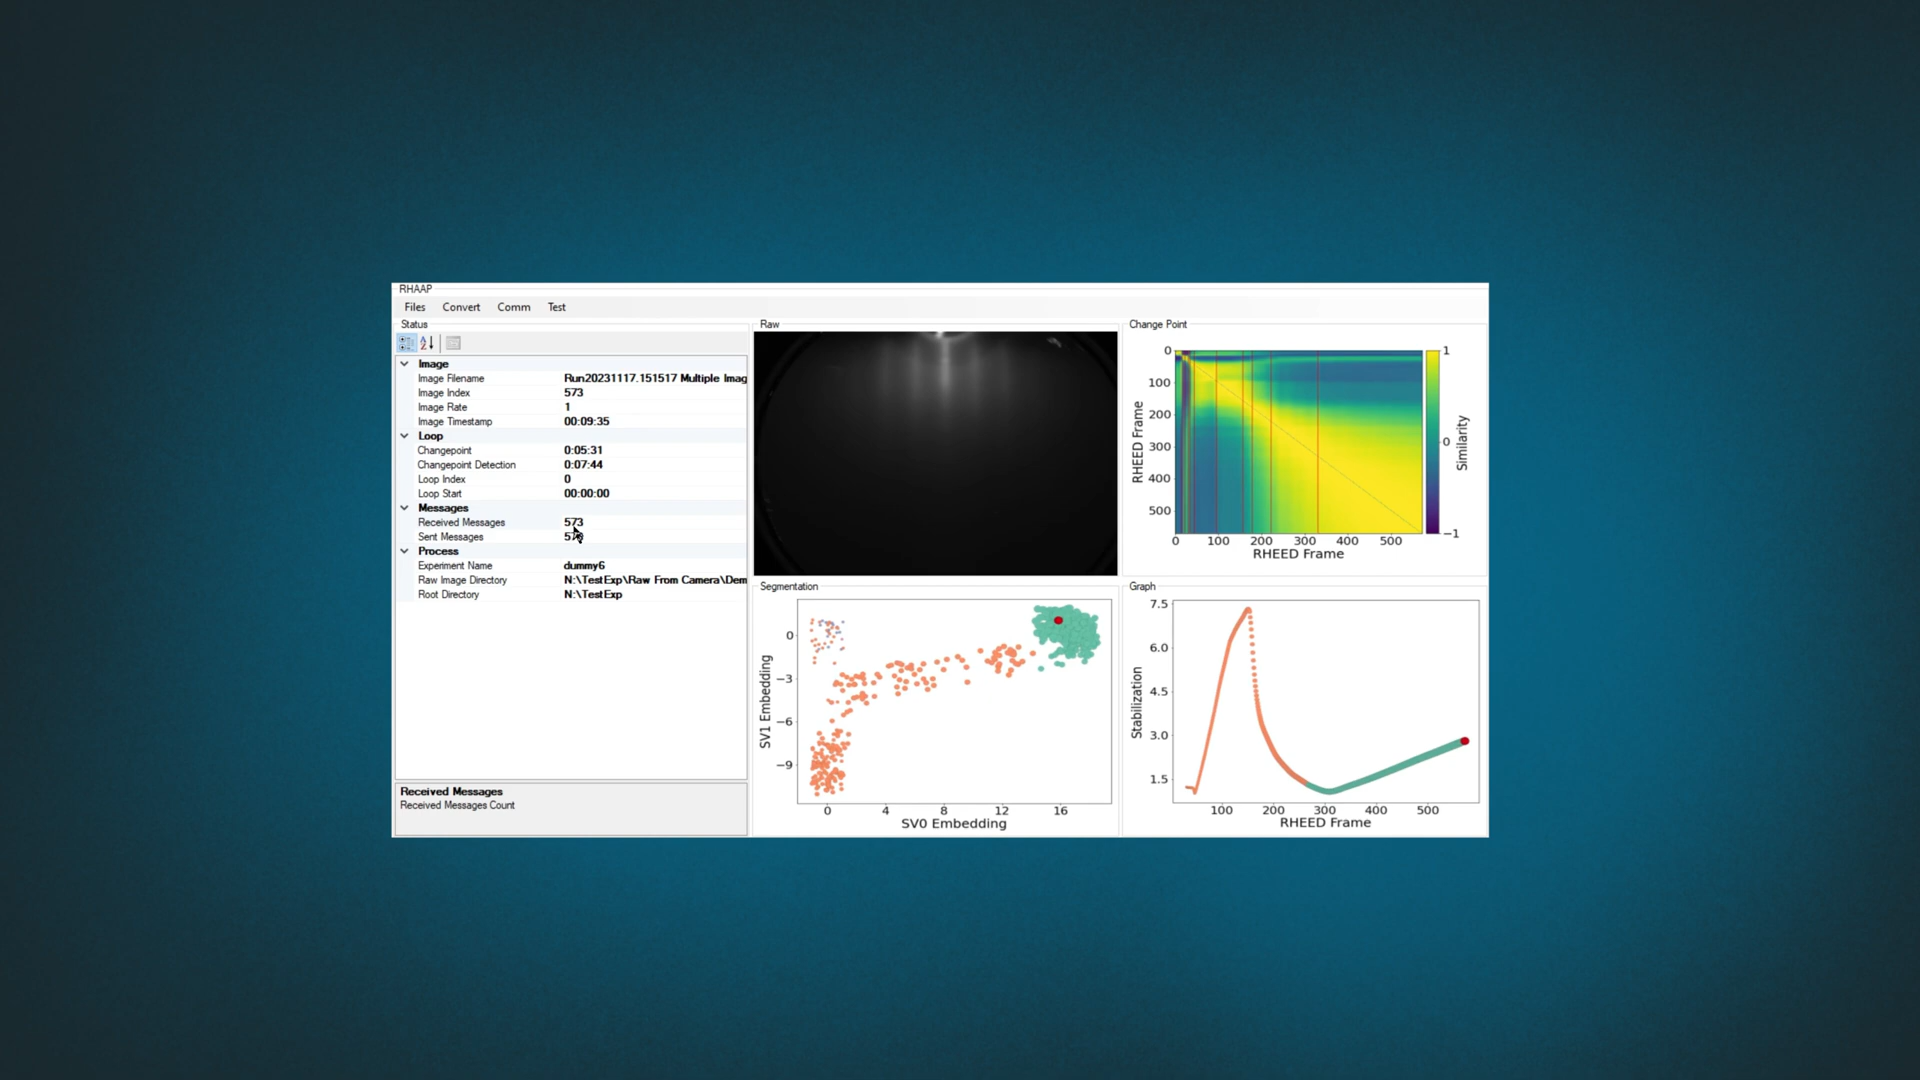 RHAAP
Files Convert Comm Test
Status
Image
Image Filename Run20231117.151517 Multiple Imag
Image Index 573
Image Rate 1
Image Timestamp 00:09:35
Loop
Changepoint 0:05:31
Changepoint Detection 0:07:44
Loop Index 0
Loop Start 00:00:00
Messages
Received Messages 573
Sent Messages
Process
Experiment Name dummy6
Raw Image Directory N:\TestExp\Raw From Camera\Dem
Root Directory N:\TestExp
Received Messages
Received Messages Count
Raw
Change Point
0
100
200
300
400
500
RHEED Frame
0 100 200 300 400 500
RHEED Frame
1
0
−1
Similarity
Segmentation
0
−3
−6
−9
SV1 Embedding
0 4 8 12 16
SV0 Embedding
Graph
7.5
6.0
4.5
3.0
1.5
Stabilization
100 200 300 400 500
RHEED Frame